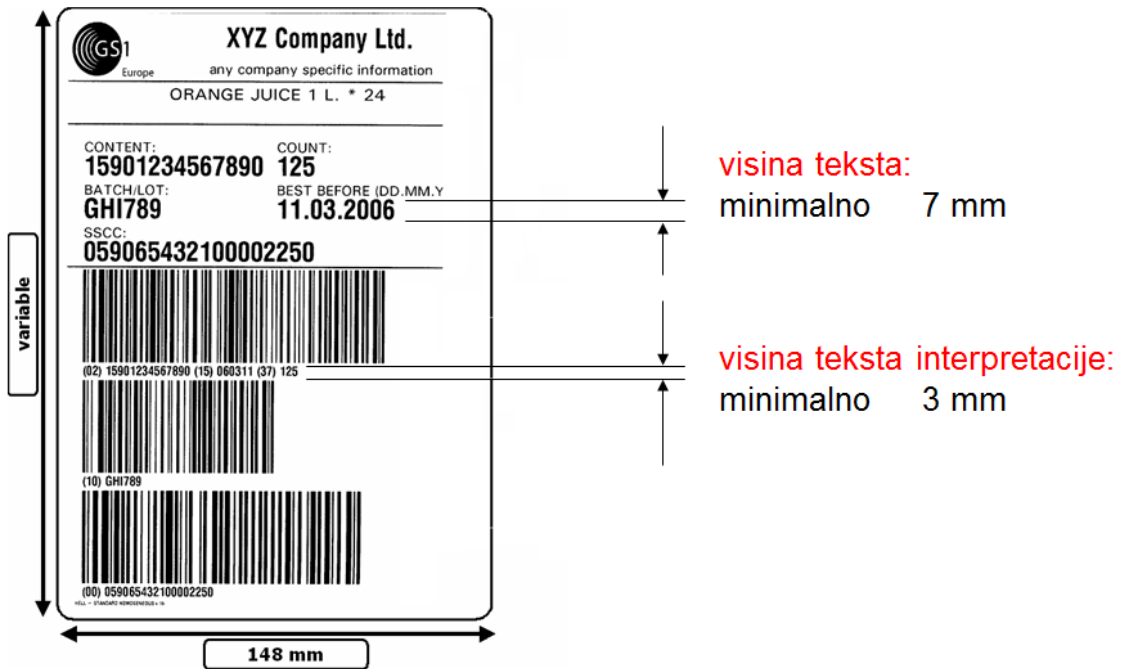 GS1
Europe
XYZ Company Ltd.
any company specific information
ORANGE JUICE 1 L. * 24
CONTENT: COUNT:
15901234567890 125
BATCH/LOT: BEST BEFORE (DD.MM.Y
GHI789 11.03.2006
SSCC:
059065432100002250
(02) 15901234567890 (15) 060311 (37) 125
(10) GHI789
(00) 059065432100002250
variable
148 mm
visina teksta:
minimalno 7 mm
visina teksta interpretacije:
minimalno 3 mm